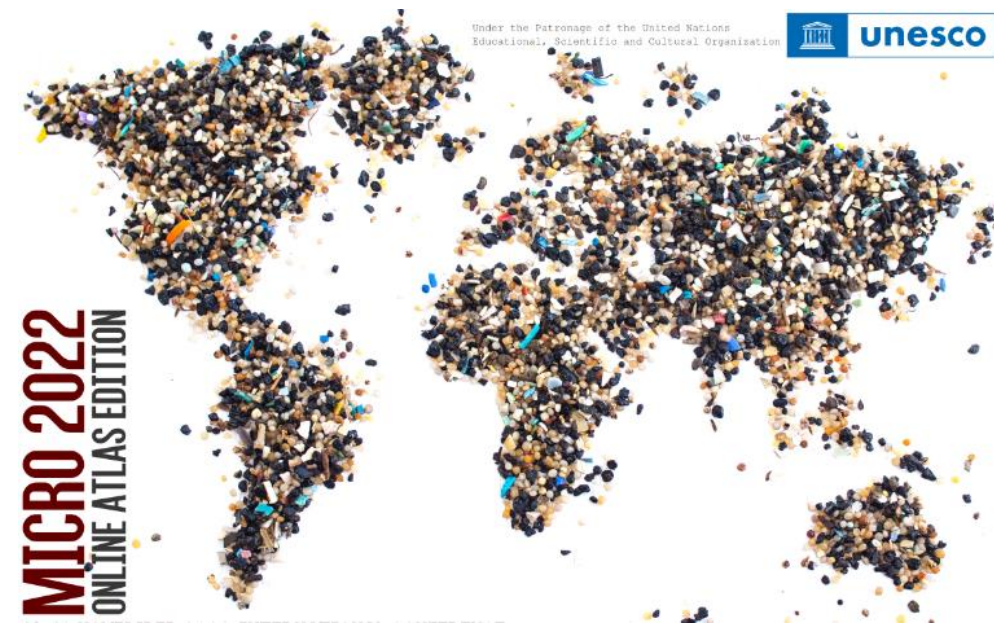 Under the Patronage of the United Nations
Educational, Scientific and Cultural Organization
unesco
MICRO 2022
ONLINE ATLAS EDITION